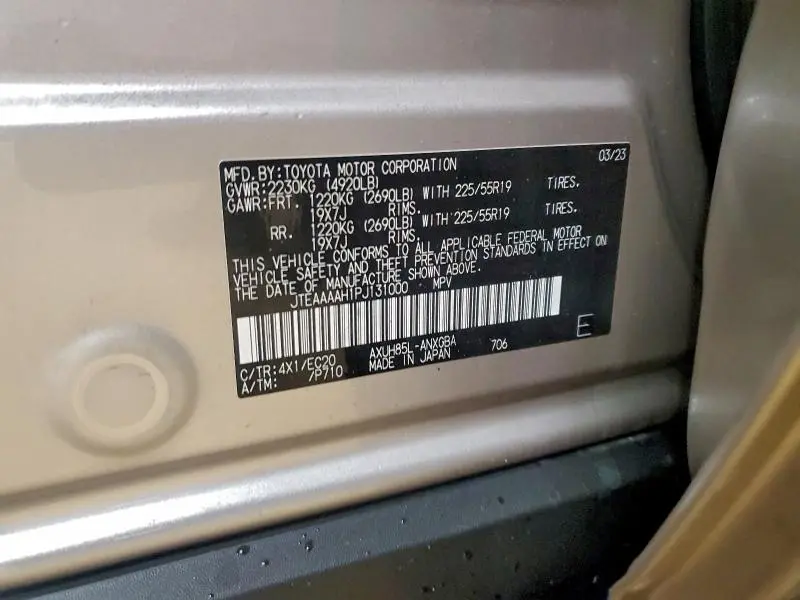 MFD. BY: TOYOTA MOTOR CORPORATION 03/23
GVWR: 2230KG (4920LB)
GAWR: FRT. 1220KG (2690LB) WITH 225/55R19 TIRES.
19X7J RIMS.
RR. 1220KG (2690LB) WITH 225/55R19 TIRES.
19X7J RIMS.
THIS VEHICLE CONFORMS TO ALL APPLICABLE FEDERAL MOTOR
VEHICLE SAFETY AND THEFT PREVENTION STANDARDS IN EFFECT ON
THE DATE OF MANUFACTURE SHOWN ABOVE.
JTEAAAAH1PJ131000 MPV
E
C/TR: 4X1/EC20 AXUH85L-ANXGBA 706
A/TM: /P710 MADE IN JAPAN